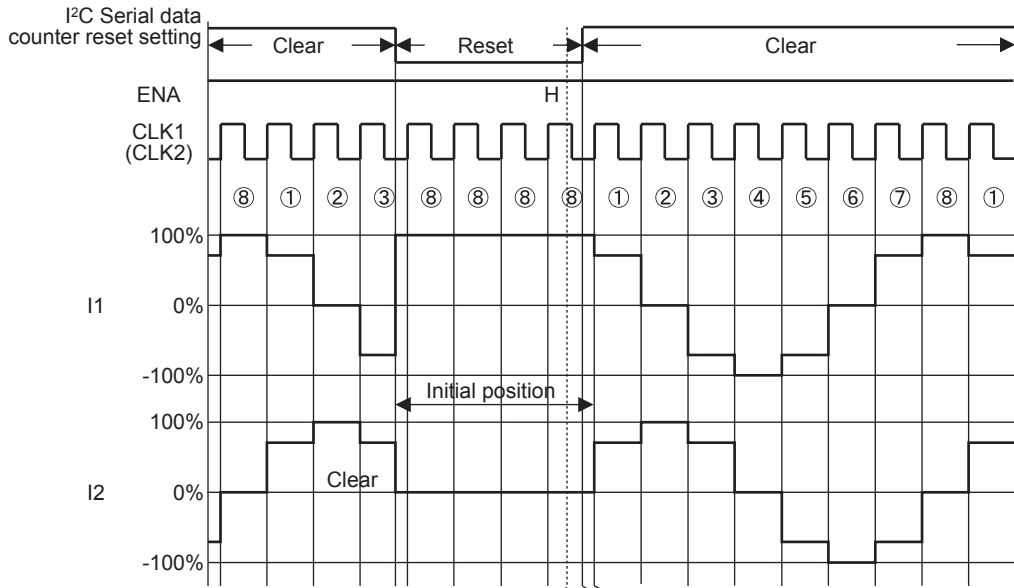 I²C Serial data
counter reset setting
Clear Reset Clear
ENA H
CLK1
(CLK2)
⑧ ① ② ③ ⑧ ⑧ ⑧ ⑧ ① ② ③ ④ ⑤ ⑥ ⑦ ⑧ ①
100%
I1 0%
-100%
Initial position
100%
Clear
I2 0%
-100%